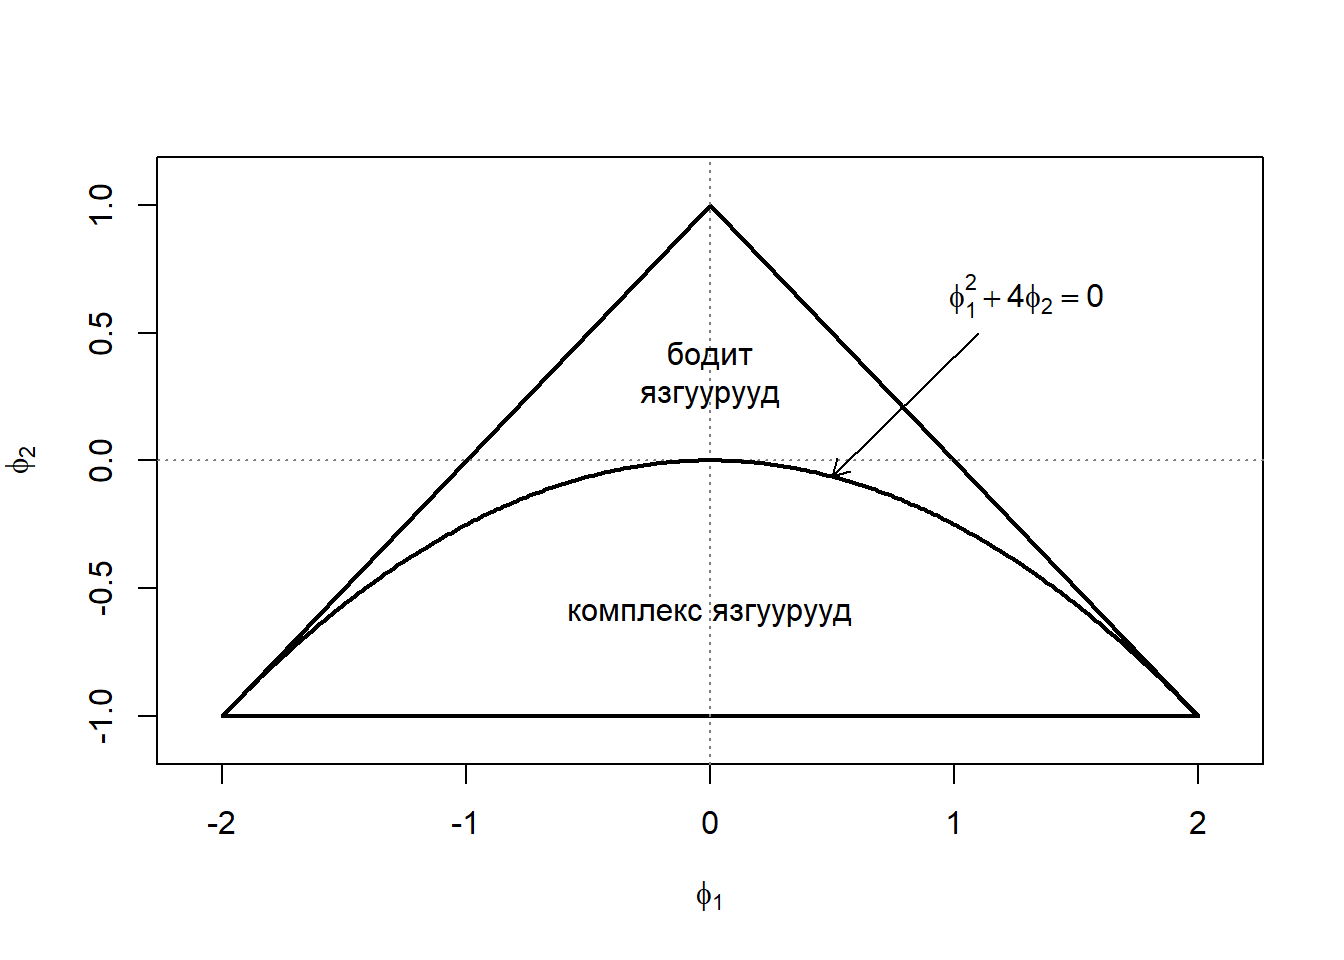 1.0
ϕ₁² + 4ϕ₂ = 0
0.5
бодит
язгуурууд
0.0
ϕ₂
-0.5
комплекс язгуурууд
-1.0
-2 -1 0 1 2
ϕ₁